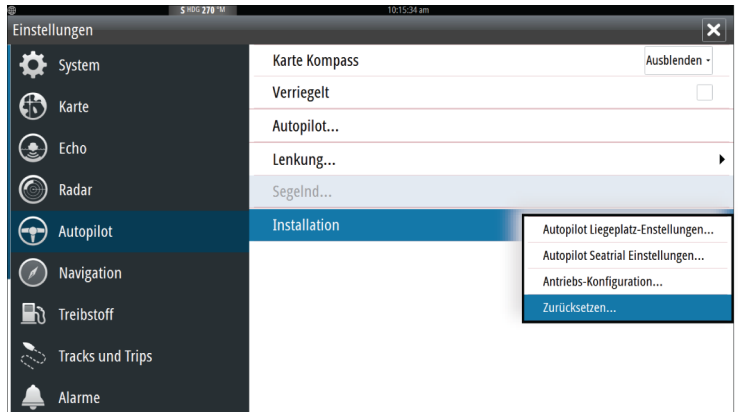 S HDG 270 °M
10:15:34 am
Einstellungen
System
Karte
Echo
Radar
Autopilot
Navigation
Treibstoff
Tracks und Trips
Alarme
Karte Kompass
Ausblenden
Verriegelt
Autopilot...
Lenkung...
Segelnd...
Installation
Autopilot Liegeplatz-Enstellungen...
Autopilot Seatrial Einstellungen...
Antriebs-Konfiguration...
Zurücksetzen...